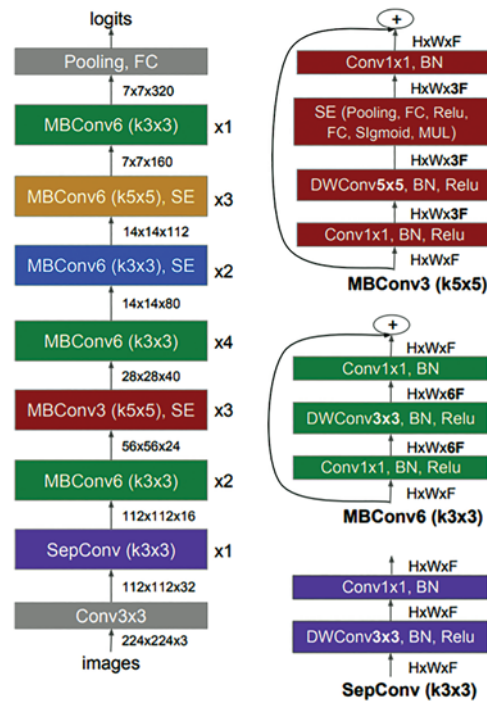 logits
Pooling, FC
7x7x320
MBConv6 (k3x3)
x1
7x7x160
MBConv6 (k5x5), SE
x3
14x14x112
MBConv6 (k3x3), SE
x2
14x14x80
MBConv6 (k3x3)
x4
28x28x40
MBConv3 (k5x5), SE
x3
56x56x24
MBConv6 (k3x3)
x2
112x112x16
SepConv (k3x3)
x1
112x112x32
Conv3x3
224x224x3
images
+
HxWxF
Conv1x1, BN
HxWx3F
SE (Pooling, FC, Relu,
FC, SIgmoid, MUL)
HxWx3F
DWConv5x5, BN, Relu
HxWx3F
Conv1x1, BN, Relu
HxWxF
MBConv3 (k5x5)
+
HxWxF
Conv1x1, BN
HxWx6F
DWConv3x3, BN, Relu
HxWx6F
Conv1x1, BN, Relu
HxWxF
MBConv6 (k3x3)
HxWxF
Conv1x1, BN
HxWxF
DWConv3x3, BN, Relu
HxWxF
SepConv (k3x3)